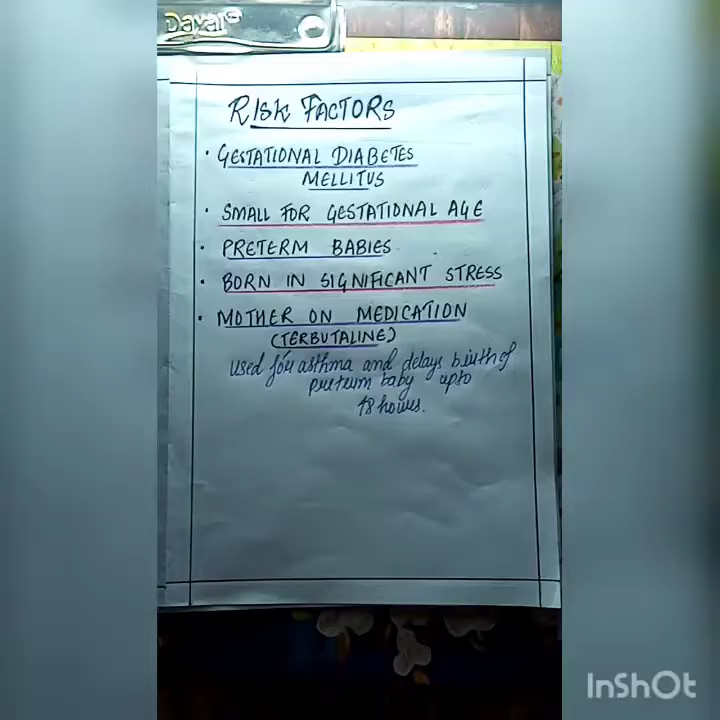 Dayal
RISK FACTORS
• GESTATIONAL DIABETES
MELLITUS
• SMALL FOR GESTATIONAL AGE
• PRETERM BABIES
• BORN IN SIGNIFICANT STRESS
• MOTHER ON MEDICATION
(TERBUTALINE)
used for asthma and delays birth of
preterm baby upto
48 hours.
InShOt